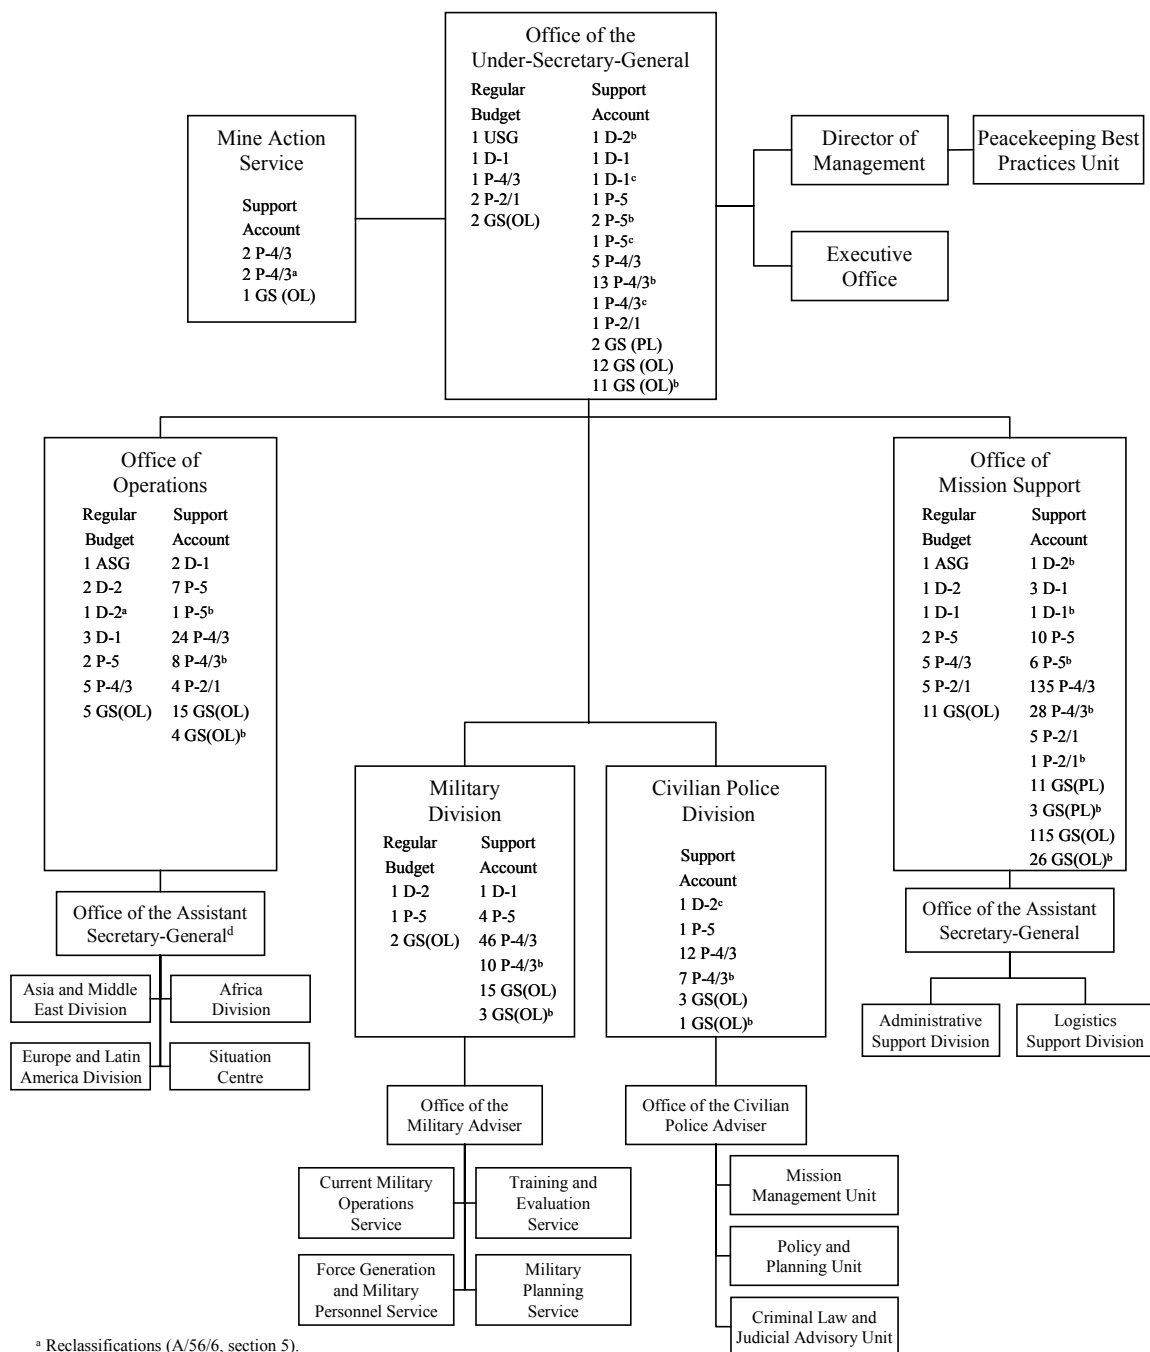 Office of the
Under-Secretary-General
Regular
Budget
1 USG
1 D-1
1 P-4/3
2 P-2/1
2 GS(OL)
Support
Account
1 D-2ᵇ
1 D-1
1 D-1ᶜ
1 P-5
2 P-5ᵇ
1 P-5ᶜ
5 P-4/3
13 P-4/3ᵇ
1 P-4/3ᶜ
1 P-2/1
2 GS (PL)
12 GS (OL)
11 GS (OL)ᵇ
Mine Action
Service
Support
Account
2 P-4/3
2 P-4/3ᵃ
1 GS (OL)
Director of
Management
Peacekeeping Best
Practices Unit
Executive
Office
Office of
Operations
Regular
Budget
1 ASG
2 D-2
1 D-2ᵃ
3 D-1
2 P-5
5 P-4/3
5 GS(OL)
Support
Account
2 D-1
7 P-5
1 P-5ᵇ
24 P-4/3
8 P-4/3ᵇ
4 P-2/1
15 GS(OL)
4 GS(OL)ᵇ
Office of
Mission Support
Regular
Budget
1 ASG
1 D-2
1 D-1
2 P-5
5 P-4/3
5 P-2/1
11 GS(OL)
Support
Account
1 D-2ᵇ
3 D-1
1 D-1ᵇ
10 P-5
6 P-5ᵇ
135 P-4/3
28 P-4/3ᵇ
5 P-2/1
1 P-2/1ᵇ
11 GS(PL)
3 GS(PL)ᵇ
115 GS(OL)
26 GS(OL)ᵇ
Military
Division
Regular
Budget
1 D-2
1 P-5
2 GS(OL)
Support
Account
1 D-1
4 P-5
46 P-4/3
10 P-4/3ᵇ
15 GS(OL)
3 GS(OL)ᵇ
Civilian Police
Division
Support
Account
1 D-2ᶜ
1 P-5
12 P-4/3
7 P-4/3ᵇ
3 GS(OL)
1 GS(OL)ᵇ
Office of the Assistant
Secretary-Generalᵈ
Asia and Middle
East Division
Africa
Division
Europe and Latin
America Division
Situation
Centre
Office of the Assistant
Secretary-General
Administrative
Support Division
Logistics
Support Division
Office of the
Military Adviser
Current Military
Operations
Service
Training and
Evaluation
Service
Force Generation
and Military
Personnel Service
Military
Planning
Service
Office of the Civilian
Police Adviser
Mission
Management Unit
Policy and
Planning Unit
Criminal Law and
Judicial Advisory Unit
ᵃ Reclassifications (A/56/6, section 5).